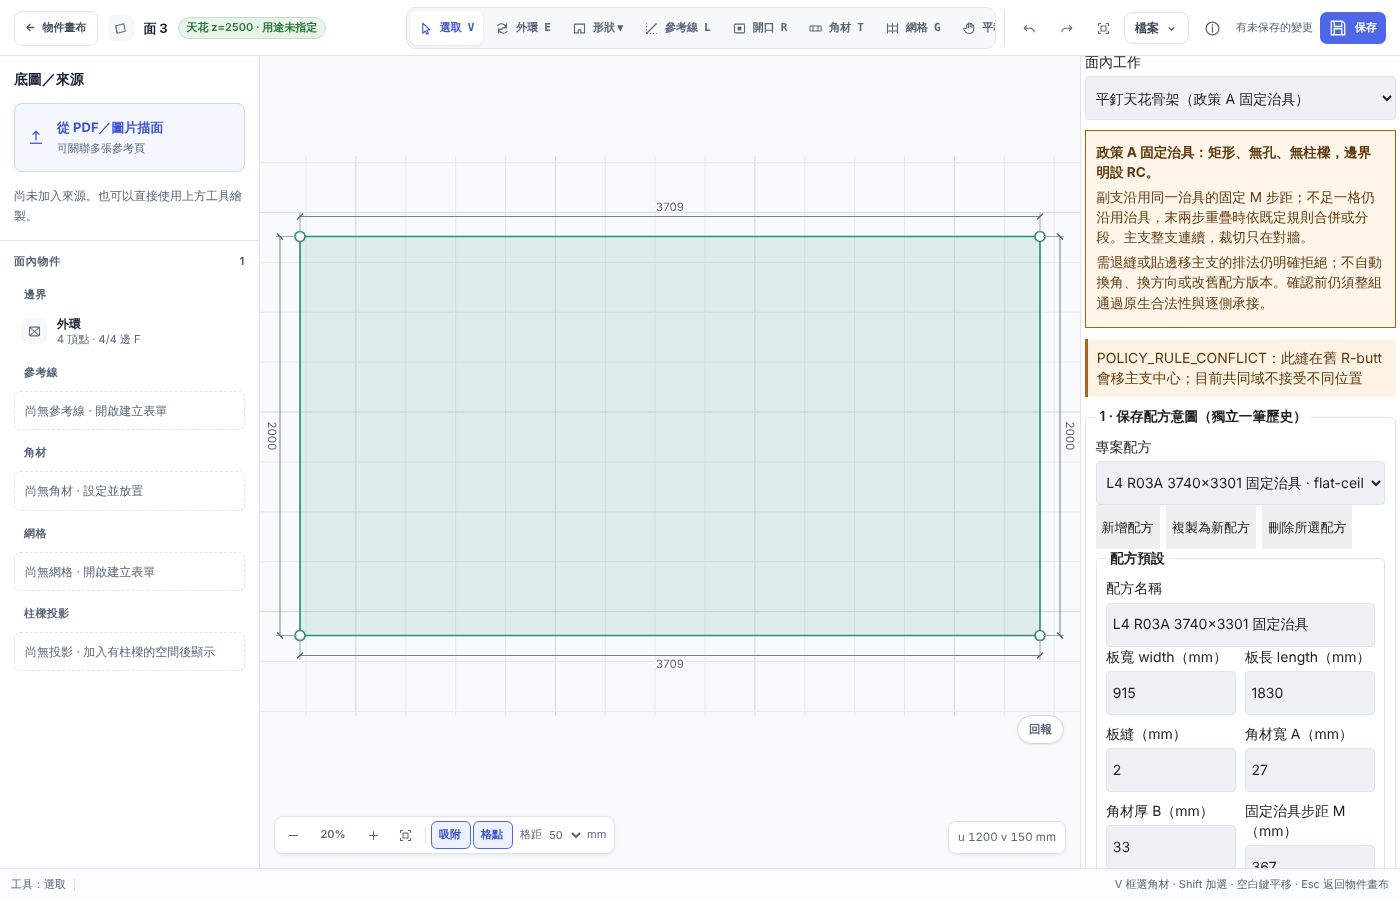 物件畫布
面 3
天花 z=2500 · 用途未指定
選取 V
外環 E
形狀 ▾
參考線 L
開口 R
角材 T
網格 G
檔案
有未保存的變更
保存
底圖／來源
從 PDF／圖片描面
可關聯多張參考頁
尚未加入來源。也可以直接使用上方工具繪
製。
面內物件
1
邊界
外環
4 頂點 · 4/4 邊 F
參考線
尚無參考線 · 開啟建立表單
角材
尚無角材 · 設定並放置
網格
尚無網格 · 開啟建立表單
柱樑投影
尚無投影 · 加入有柱樑的空間後顯示
3709
2000
2000
3709
回報
20%
吸附
格點
格距
50
mm
u 1200 v 150 mm
面內工作
平釘天花骨架（政策 A 固定治具）
政策 A 固定治具：矩形、無孔、無柱樑，邊界
明設 RC。
副支沿用同一治具的固定 M 步距；不足一格仍
沿用治具，末兩步重疊時依既定規則合併或分
段。主支整支連續，裁切只在對牆。
需退縫或貼邊移主支的排法仍明確拒絕；不自動
換角、換方向或改舊配方版本。確認前仍須整組
通過原生合法性與逐側承接。
POLICY_RULE_CONFLICT：此縫在舊 R-butt
會移主支中心；目前共同域不接受不同位置
1 · 保存配方意圖（獨立一筆歷史）
專案配方
L4 R03A 3740×3301 固定治具 · flat-ceil
新增配方
複製為新配方
刪除所選配方
配方預設
配方名稱
L4 R03A 3740×3301 固定治具
板寬 width（mm）
板長 length（mm）
915
1830
板縫（mm）
角材寬 A（mm）
2
27
角材厚 B（mm）
固定治具步距 M
（mm）
33
367
工具：選取
V 框選角材 · Shift 加選 · 空白鍵平移 · Esc 返回物件畫布